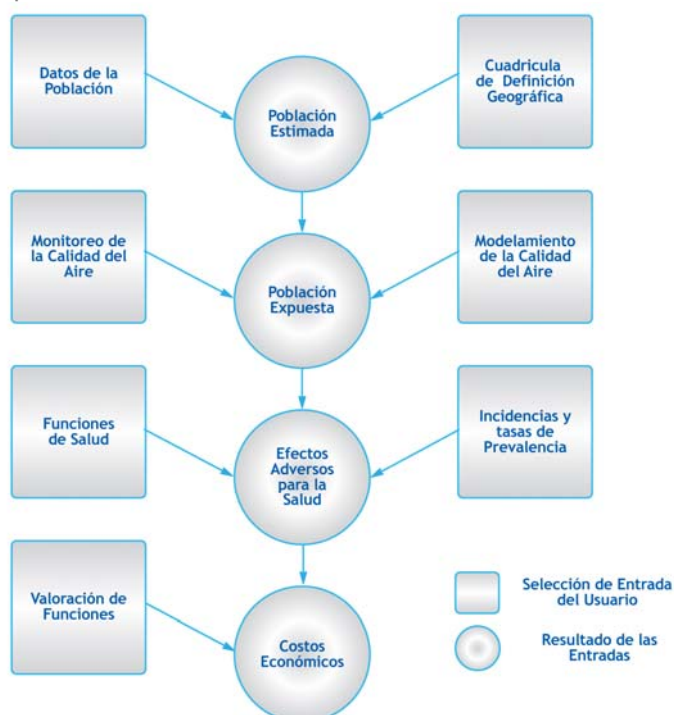 Datos de la
Población
Población
Estimada
Cuadricula
de Definición
Geográfica
Monitoreo de
la Calidad del
Aire
Población
Expuesta
Modelamiento
de la Calidad
del Aire
Funciones
de Salud
Efectos
Adversos
para la
Salud
Incidencias y
tasas de
Prevalencia
Valoración de
Funciones
Costos
Económicos
Selección de Entrada
del Usuario
Resultado de las
Entradas